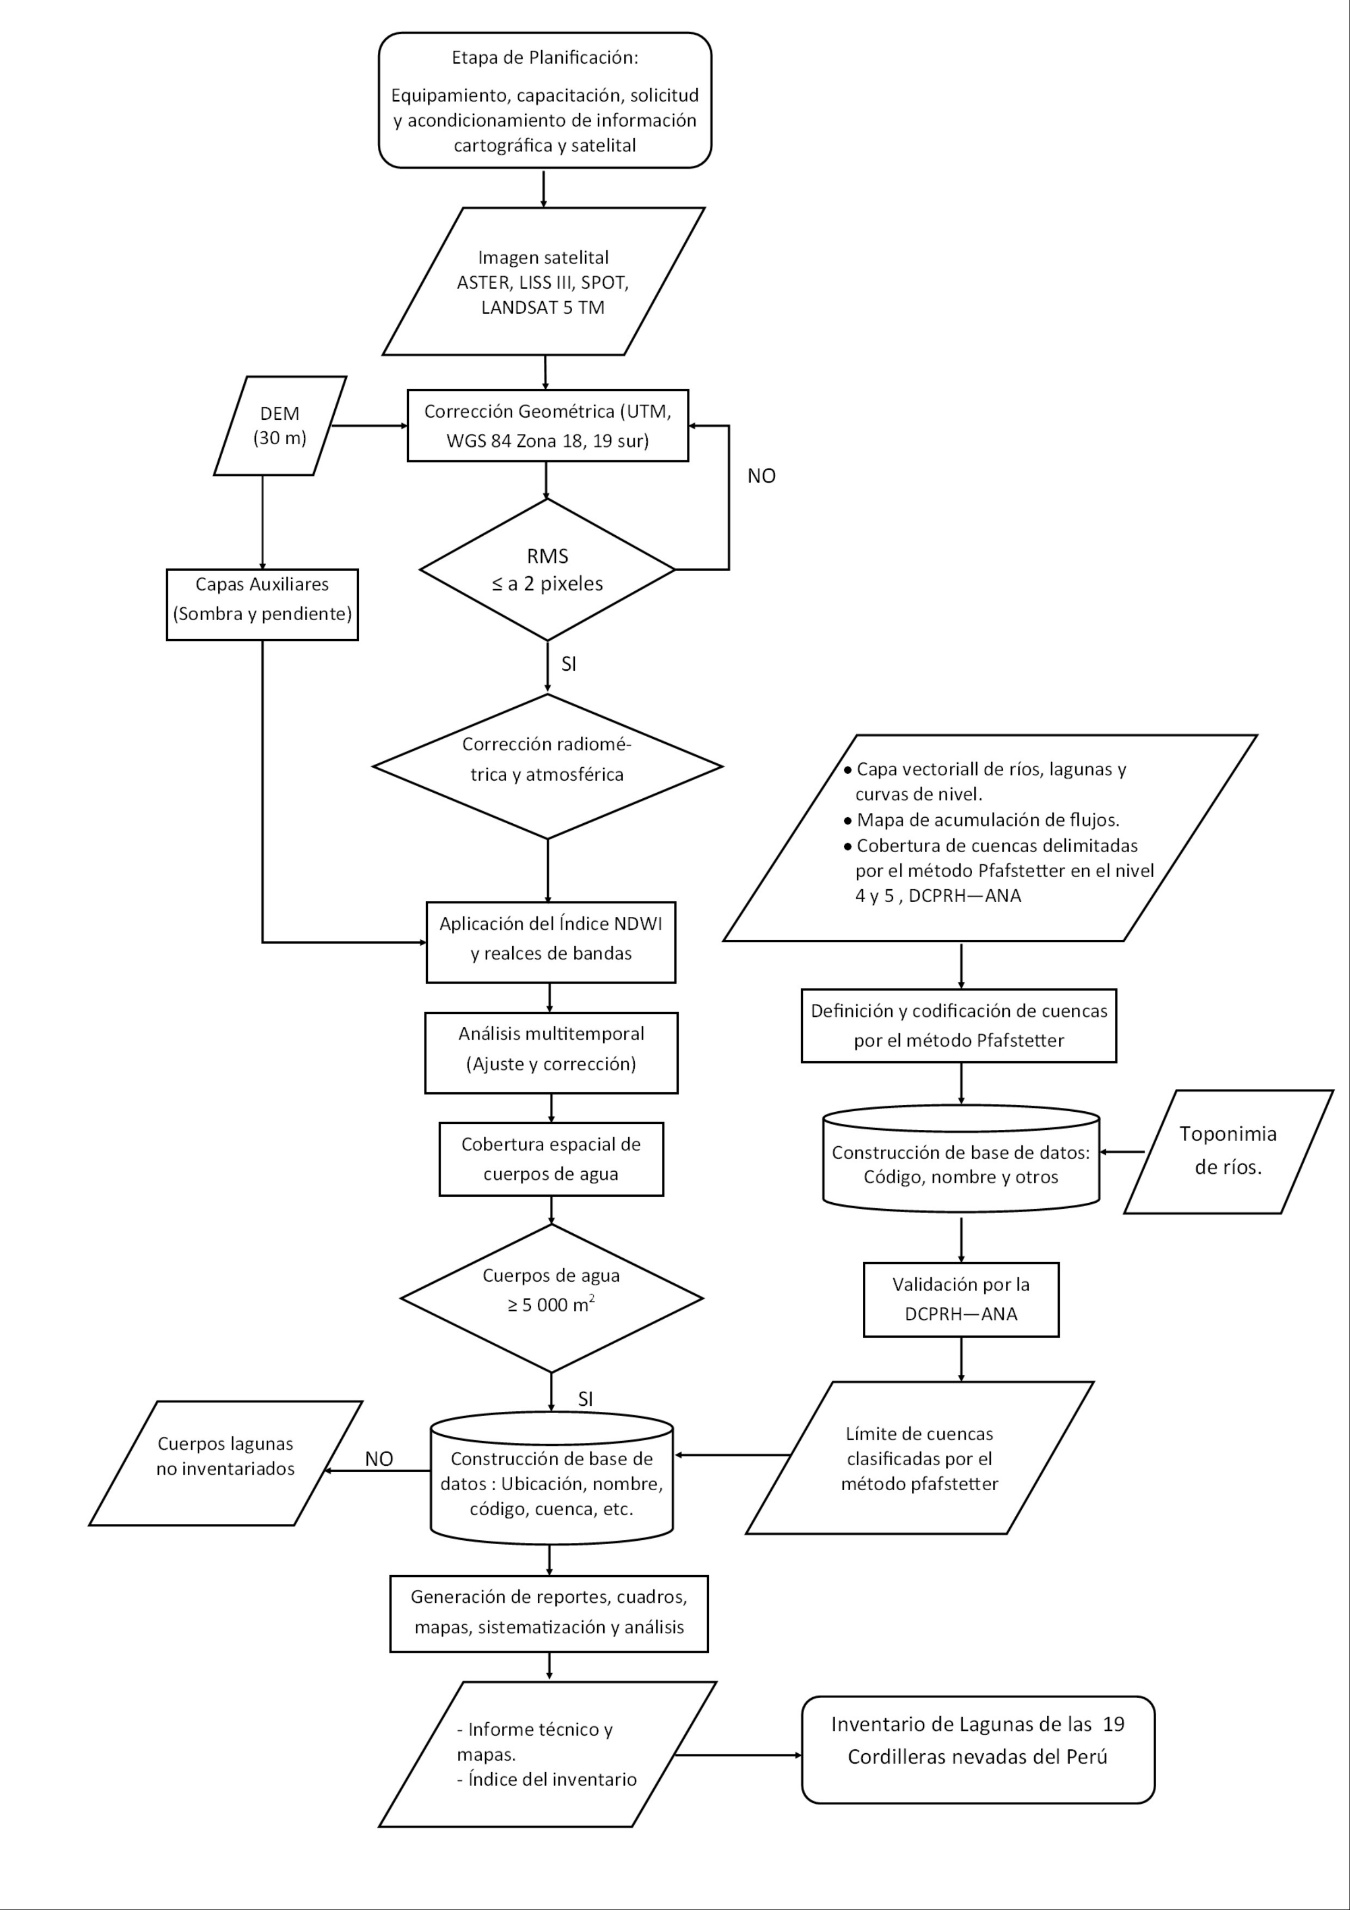 Etapa de Planificación:
Equipamiento, capacitación, solicitud
y acondicionamiento de información
cartográfica y satelital
Imagen satelital
ASTER, LISS III, SPOT,
LANDSAT 5 TM
DEM
(30 m)
Corrección Geométrica (UTM,
WGS 84 Zona 18, 19 sur)
NO
RMS
≤ a 2 pixeles
Capas Auxiliares
(Sombra y pendiente)
SI
Corrección radiomé-
trica y atmosférica
● Capa vectoriall de ríos, lagunas y
curvas de nivel.
● Mapa de acumulación de flujos.
● Cobertura de cuencas delimitadas
por el método Pfafstetter en el nivel
4 y 5 , DCPRH—ANA
Aplicación del Índice NDWI
y realces de bandas
Definición y codificación de cuencas
por el método Pfafstetter
Análisis multitemporal
(Ajuste y corrección)
Cobertura espacial de
cuerpos de agua
Construcción de base de datos:
Código, nombre y otros
Toponimia
de ríos.
Cuerpos de agua
≥ 5 000 m²
Validación por la
DCPRH—ANA
SI
Cuerpos lagunas
no inventariados
NO
Construcción de base de
datos : Ubicación, nombre,
código, cuenca, etc.
Límite de cuencas
clasificadas por el
método pfafstetter
Generación de reportes, cuadros,
mapas, sistematización y análisis
- Informe técnico y
mapas.
- Índice del inventario
Inventario de Lagunas de las 19
Cordilleras nevadas del Perú